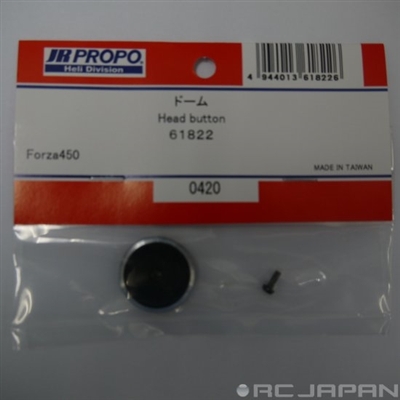 JR PROPO
Heli Division
4 944013 618226
ドーム
Head button
61822
Forza450
MADE IN TAIWAN
0420
RC JAPAN